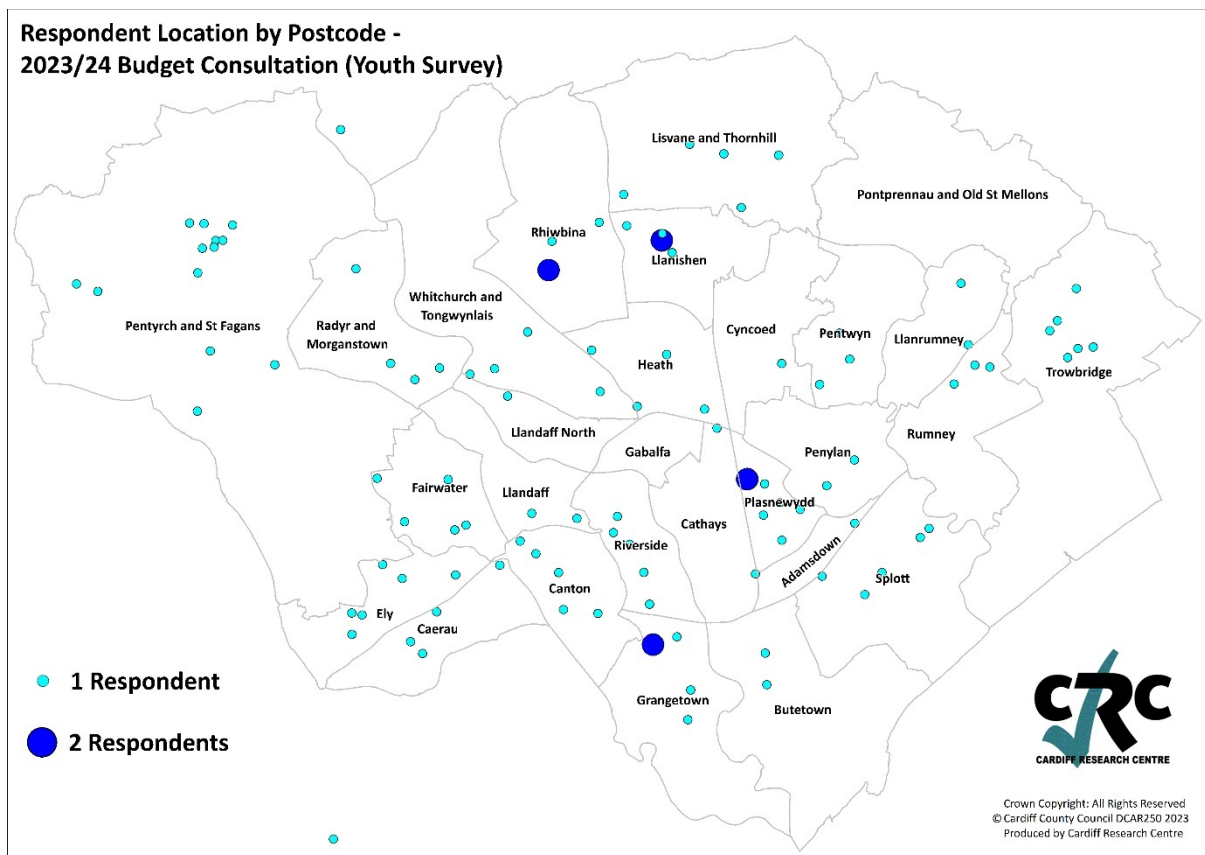 Respondent Location by Postcode -
2023/24 Budget Consultation (Youth Survey)
Lisvane and Thornhill
Pontprennau and Old St Mellons
Rhiwbina
Llanishen
Whitchurch and
Tongwynlais
Pentyrch and St Fagans
Radyr and
Morganstown
Cyncoed
Pentwyn
Llanrumney
Heath
Trowbridge
Llandaff North
Gabalfa
Penylan
Rumney
Fairwater
Llandaff
Plasnewydd
Cathays
Riverside
Adamsdown
Splott
Canton
Ely
Caerau
Grangetown
Butetown
1 Respondent
2 Respondents
CRC
CARDIFF RESEARCH CENTRE
Crown Copyright: All Rights Reserved
© Cardiff County Council DCAR250 2023
Produced by Cardiff Research Centre